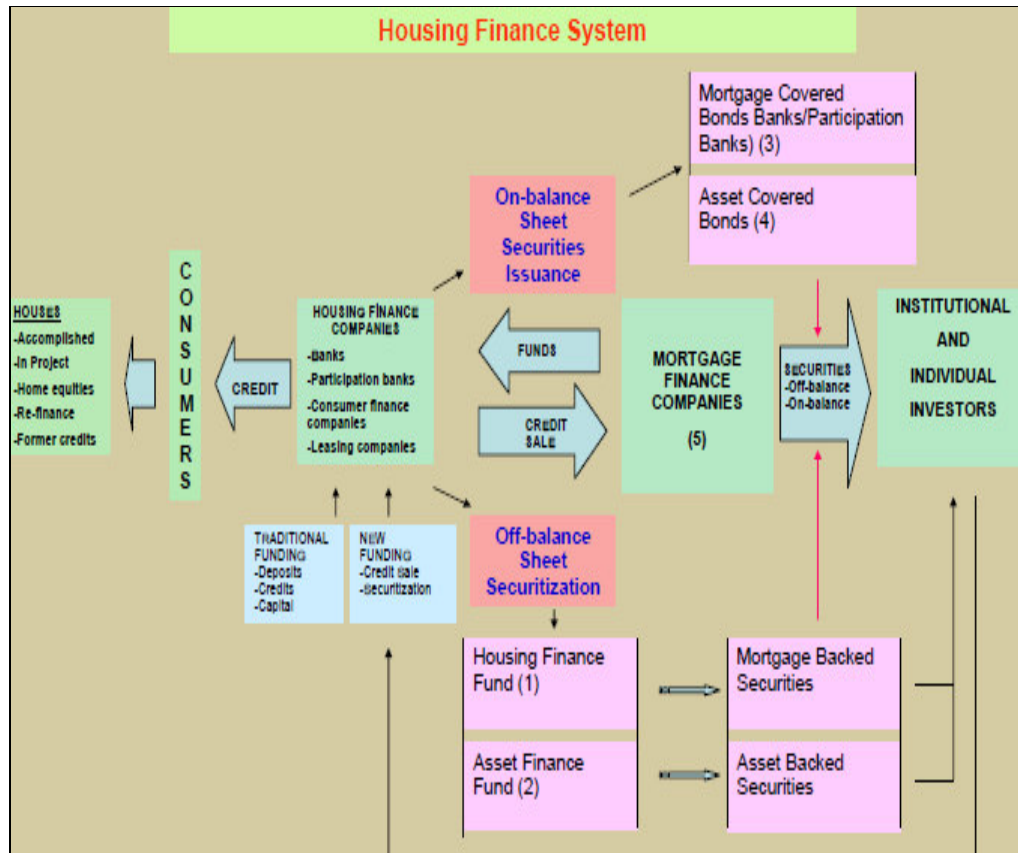 Housing Finance System
Mortgage Covered
Bonds Banks/Participation
Banks) (3)
Asset Covered
Bonds (4)
On-balance
Sheet
Securities
Issuance
C
O
N
S
U
M
E
R
S
HOUSES
-Accomplished
-In Project
-Home equities
-Re-finance
-Former credits
CREDIT
HOUSING FİNANCE
COMPANIES
-Banks
-Participation banks
-Consumer finance
companies
-Leasing companies
FUNDS
CREDIT
SALE
MORTGAGE
FINANCE
COMPANIES
(5)
SECURITIES
-Off-balance
-On-balance
INSTITUTIONAL
AND
INDIVIDUAL
INVESTORS
TRADITIONAL
FUNDING
-Deposits
-Credits
-Capital
NEW
FUNDING
-Credit Sale
-Securitization
Off-balance
Sheet
Securitization
Housing Finance
Fund (1)
Mortgage Backed
Securities
Asset Finance
Fund (2)
Asset Backed
Securities